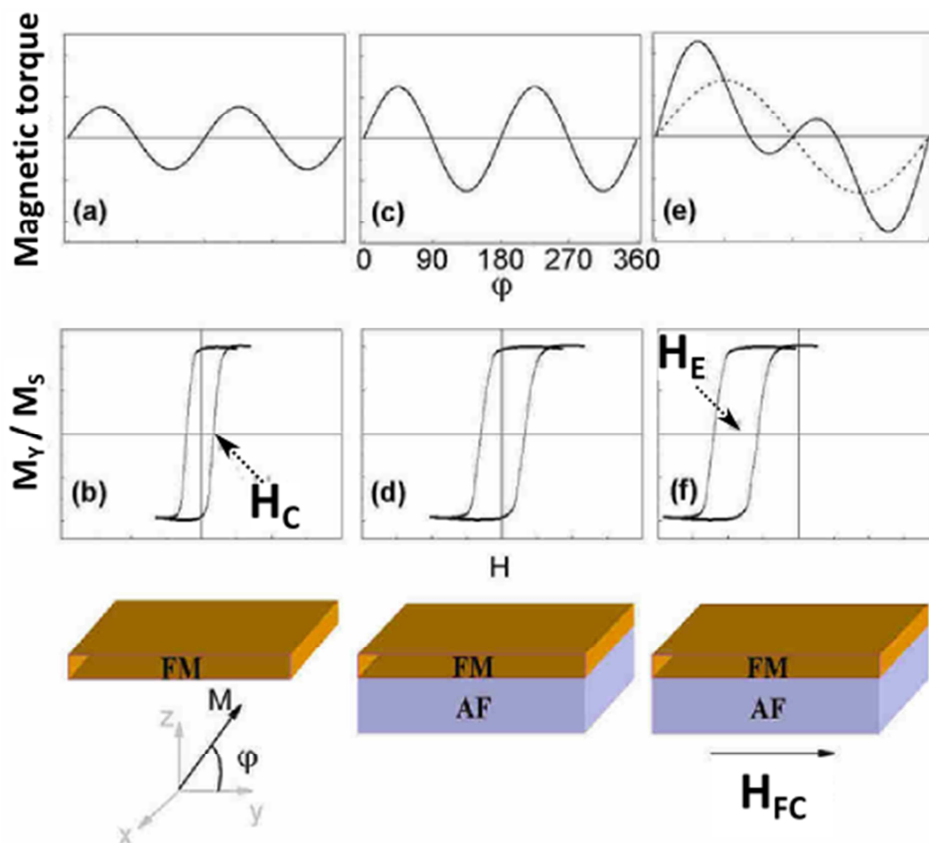 Magnetic torque
(a)
(c)
(e)
0 90 180 270 360
φ
M_Y / M_S
(b)
H_C
(d)
(f)
H_E
H
FM
FM
AF
FM
AF
M
z
φ
y
x
H_FC